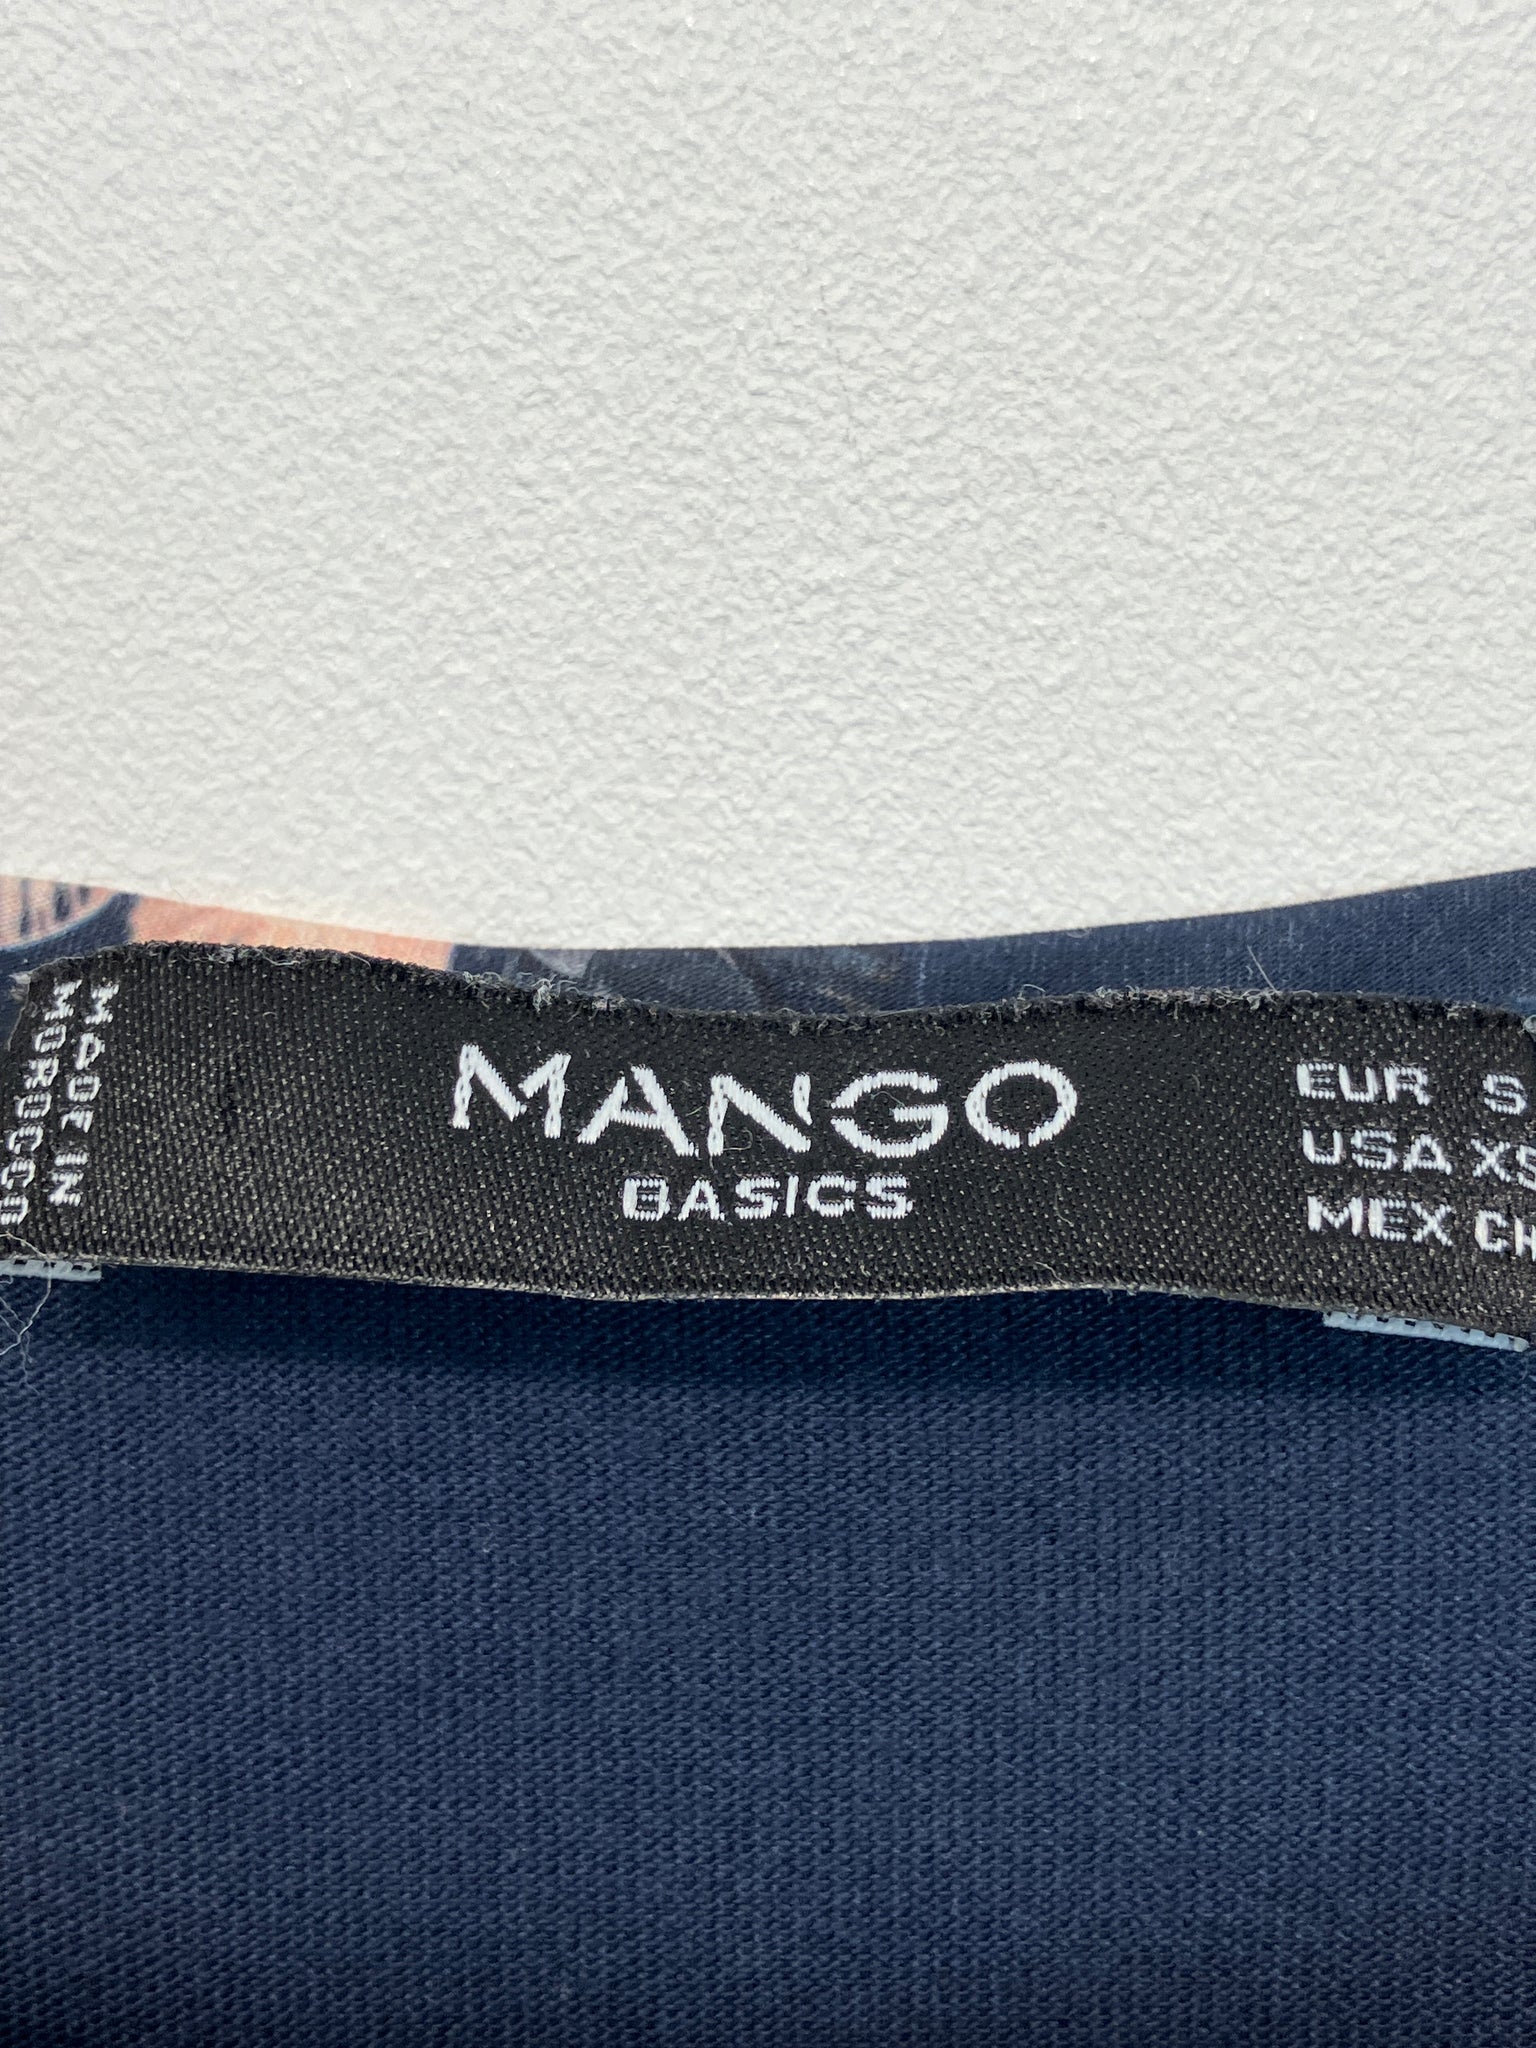 MADE IN
MOROCCO
MANGO
BASICS
EUR S
USA XS
MEX CH